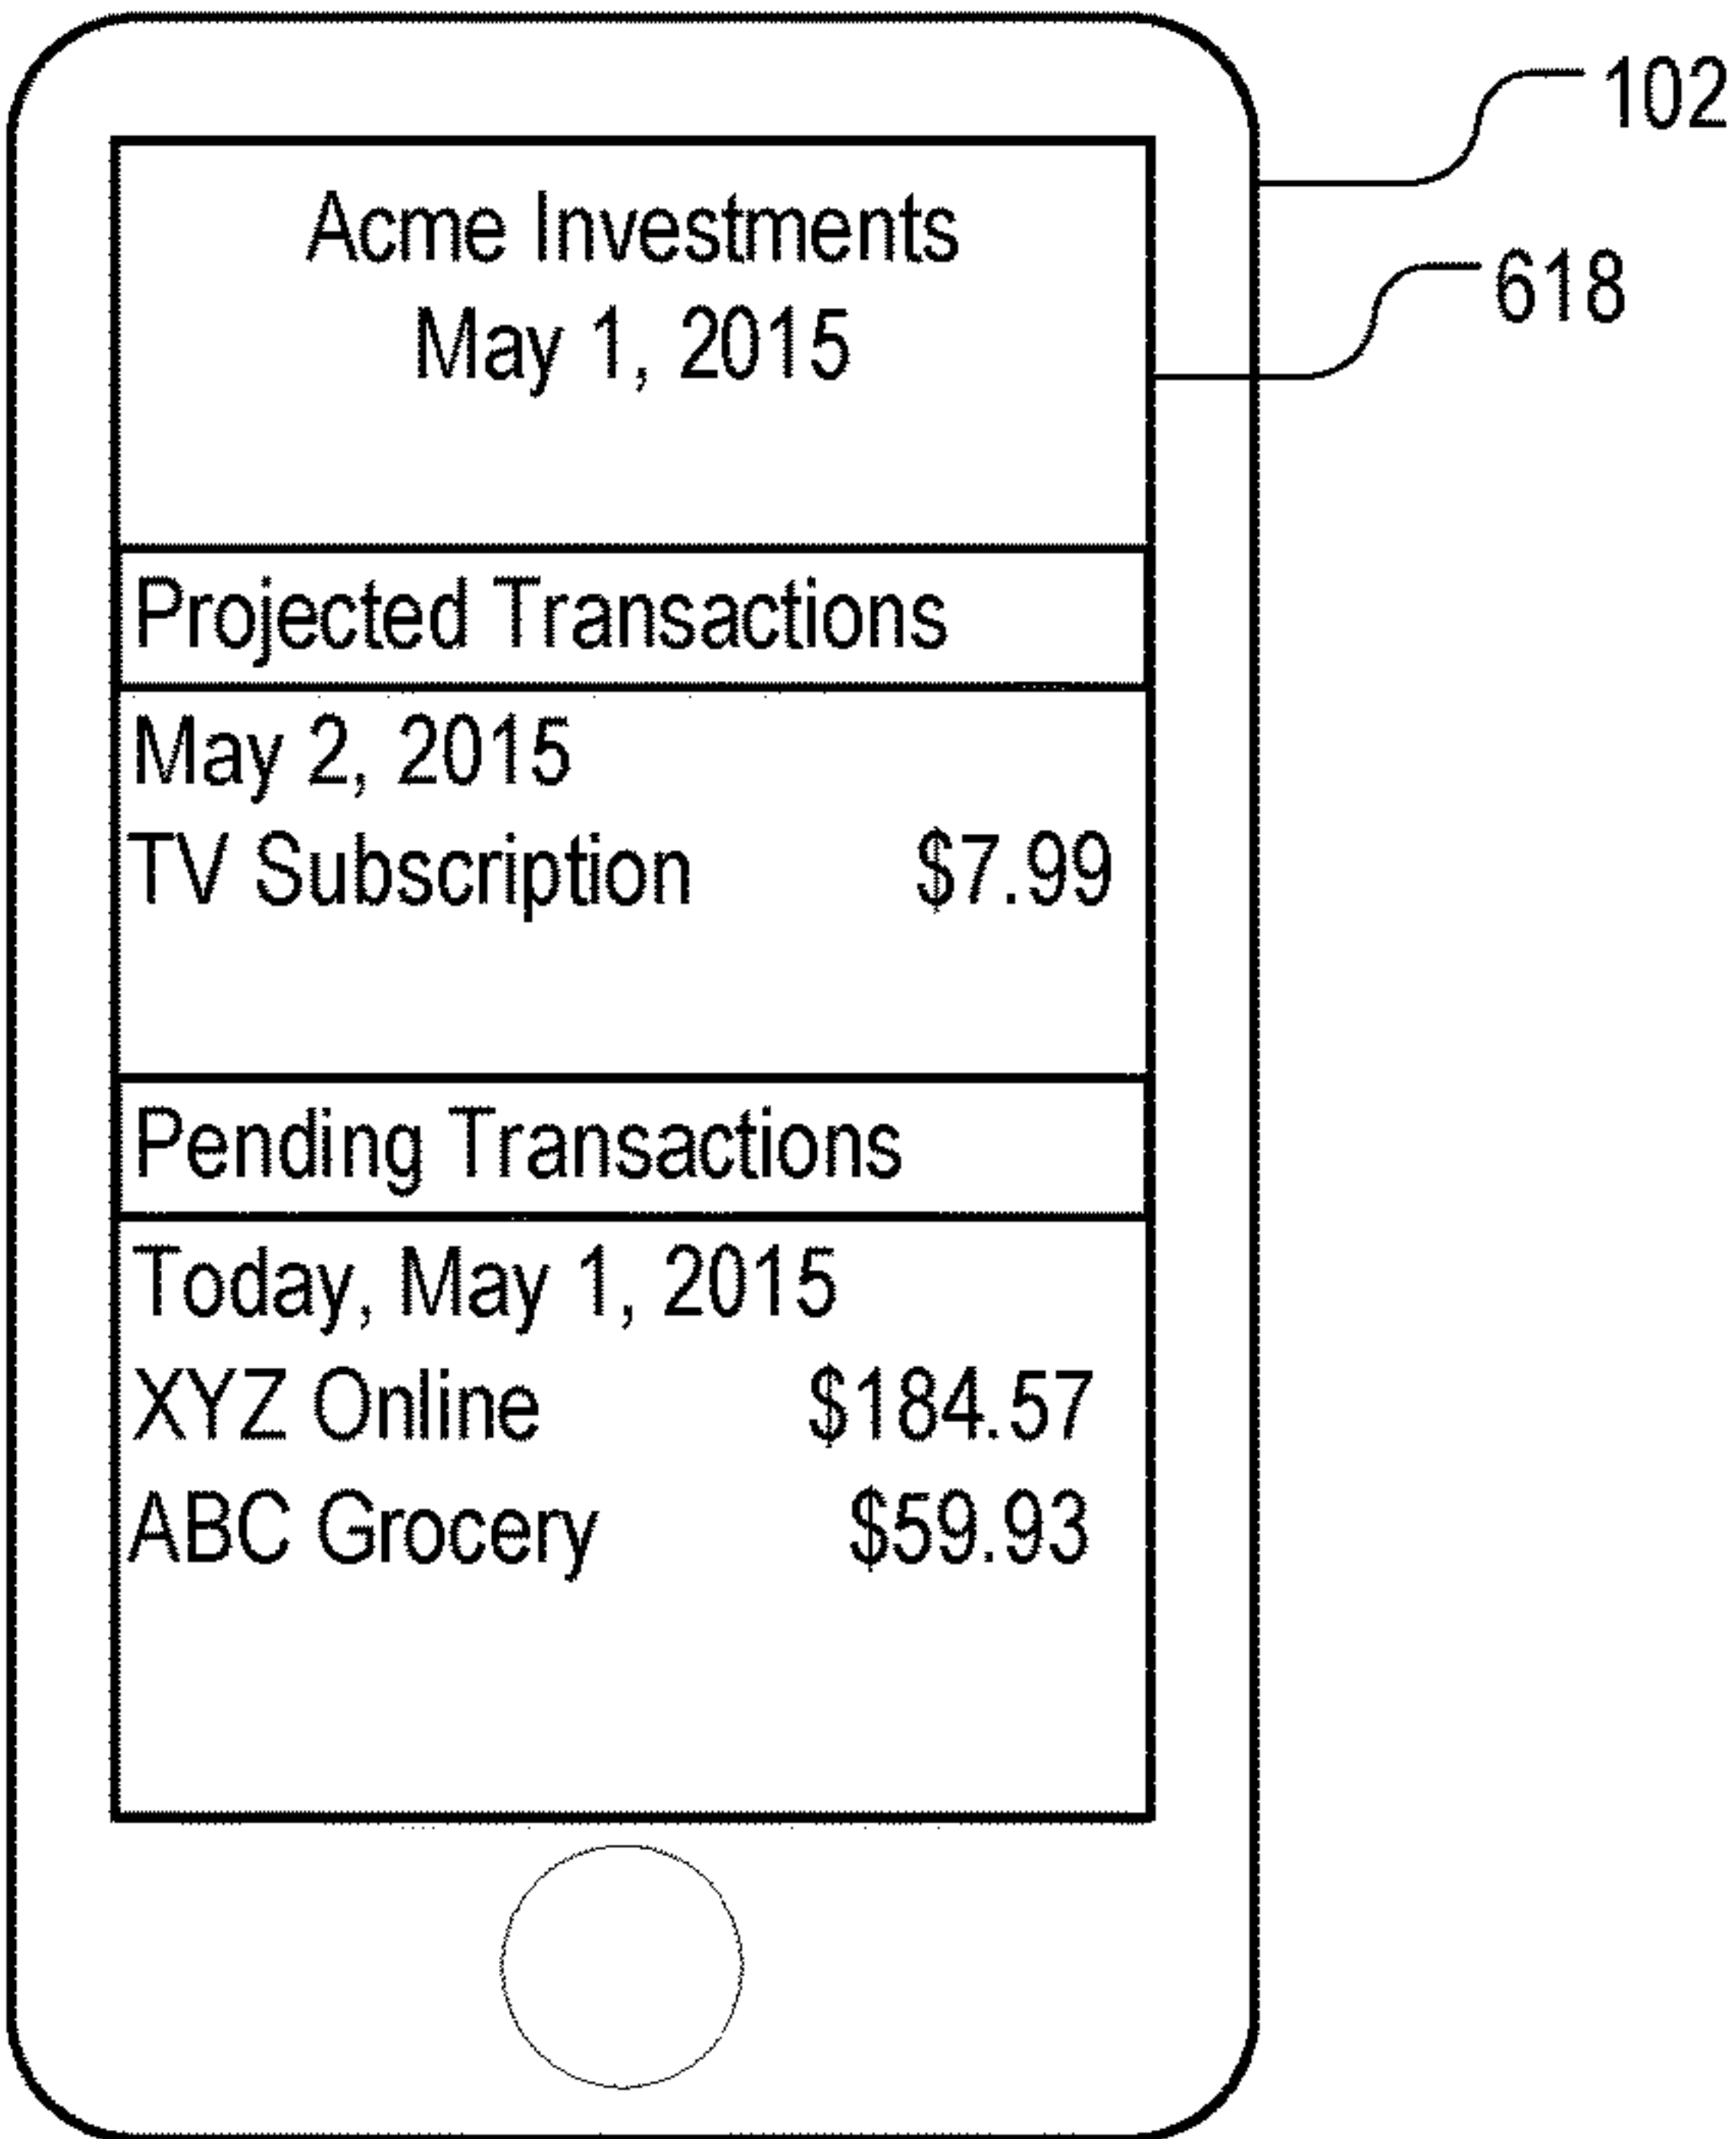 102
Acme Investments
618
May 1, 2015
Projected Transactions
May 2, 2015
TV Subscription $7.99
Pending Transactions
Today, May 1, 2015
XYZ Online $184.57
ABC Grocery $59.93